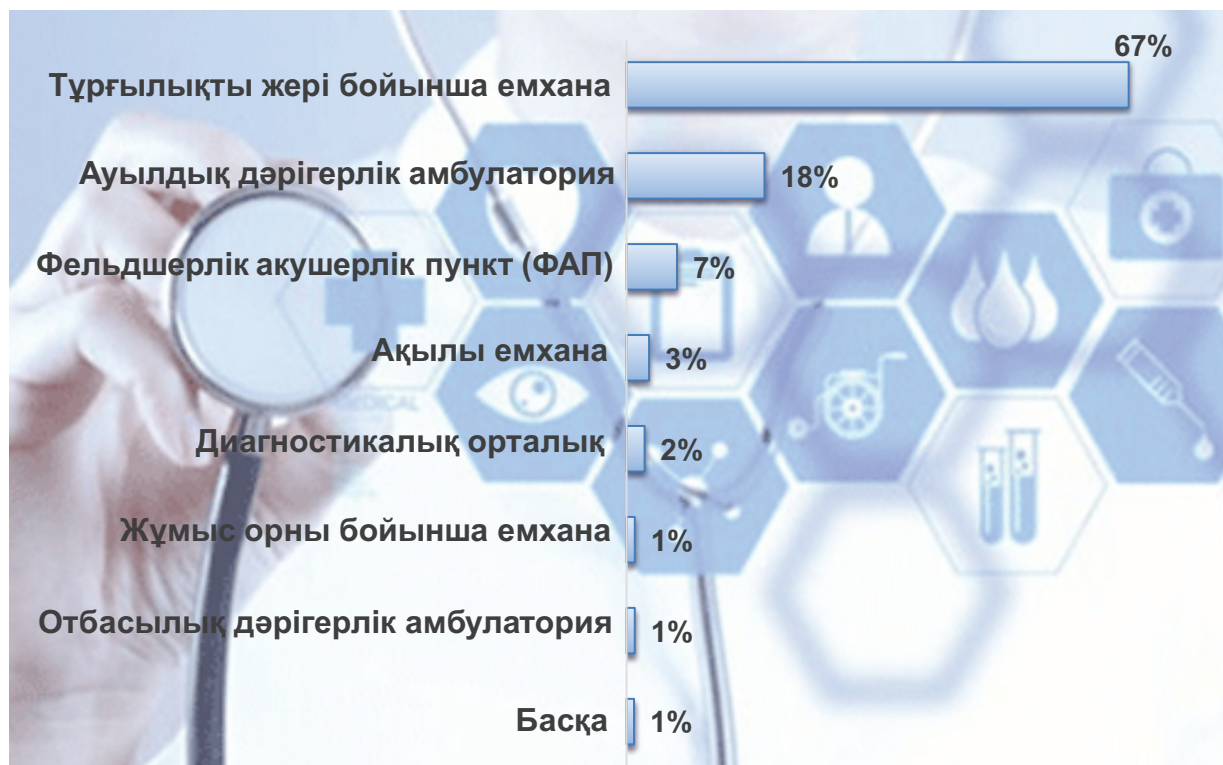 67%
Тұрғылықты жері бойынша емхана
Ауылдық дәрігерлік амбулатория 18%
Фельдшерлік акушерлік пункт (ФАП) 7%
Ақылы емхана 3%
Диагностикалық орталық 2%
Жұмыс орны бойынша емхана 1%
Отбасылық дәрігерлік амбулатория 1%
Басқа 1%